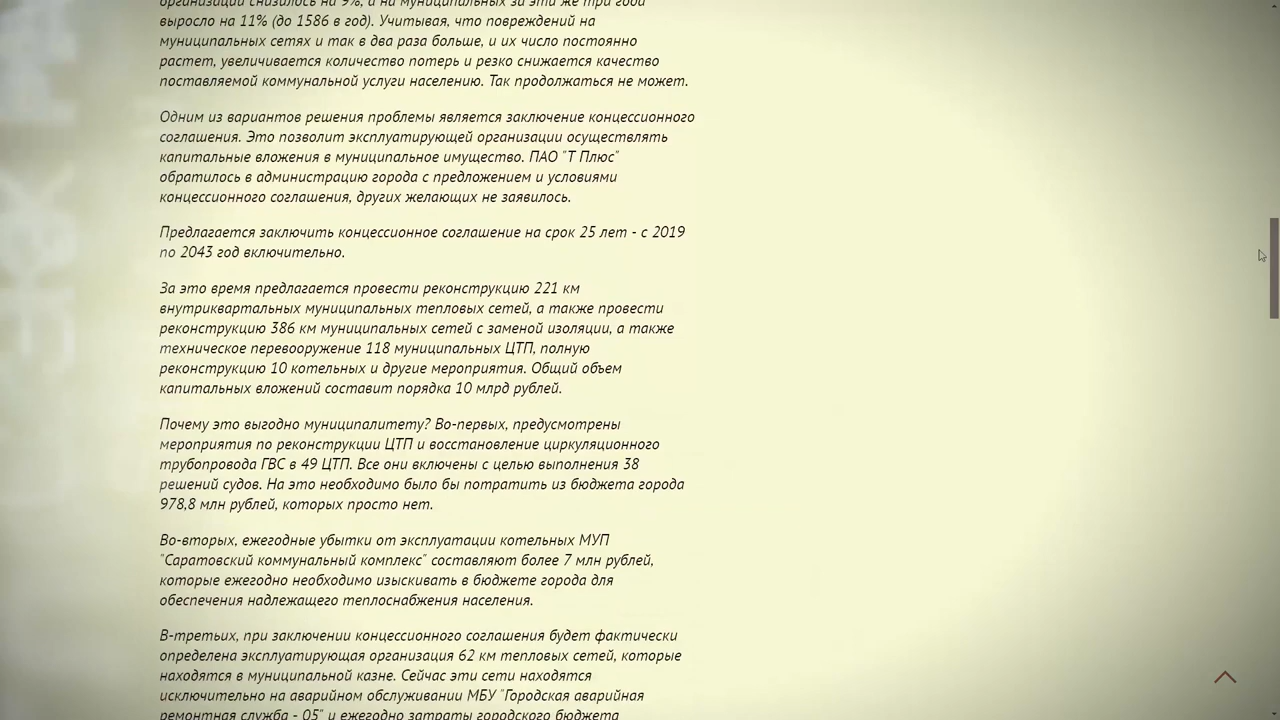 организации снизилось на 9%, а на муниципальных за эти же три года
выросло на 11% (до 1586 в год). Учитывая, что повреждений на
муниципальных сетях и так в два раза больше, и их число постоянно
растет, увеличивается количество потерь и резко снижается качество
поставляемой коммунальной услуги населению. Так продолжаться не может.
Одним из вариантов решения проблемы является заключение концессионного
соглашения. Это позволит эксплуатирующей организации осуществлять
капитальные вложения в муниципальное имущество. ПАО "Т Плюс"
обратилось в администрацию города с предложением и условиями
концессионного соглашения, других желающих не заявилось.
Предлагается заключить концессионное соглашение на срок 25 лет - с 2019
по 2043 год включительно.
За это время предлагается провести реконструкцию 221 км
внутриквартальных муниципальных тепловых сетей, а также провести
реконструкцию 386 км муниципальных сетей с заменой изоляции, а также
техническое перевооружение 118 муниципальных ЦТП, полную
реконструкцию 10 котельных и другие мероприятия. Общий объем
капитальных вложений составит порядка 10 млрд рублей.
Почему это выгодно муниципалитету? Во-первых, предусмотрены
мероприятия по реконструкции ЦТП и восстановление циркуляционного
трубопровода ГВС в 49 ЦТП. Все они включены с целью выполнения 38
решений судов. На это необходимо было бы потратить из бюджета города
978,8 млн рублей, которых просто нет.
Во-вторых, ежегодные убытки от эксплуатации котельных МУП
"Саратовский коммунальный комплекс" составляют более 7 млн рублей,
которые ежегодно необходимо изыскивать в бюджете города для
обеспечения надлежащего теплоснабжения населения.
В-третьих, при заключении концессионного соглашения будет фактически
определена эксплуатирующая организация 62 км тепловых сетей, которые
находятся в муниципальной казне. Сейчас эти сети находятся
исключительно на аварийном обслуживании МБУ "Городская аварийная
ремонтная служба - 05" и ежегодно затраты городского бюджета